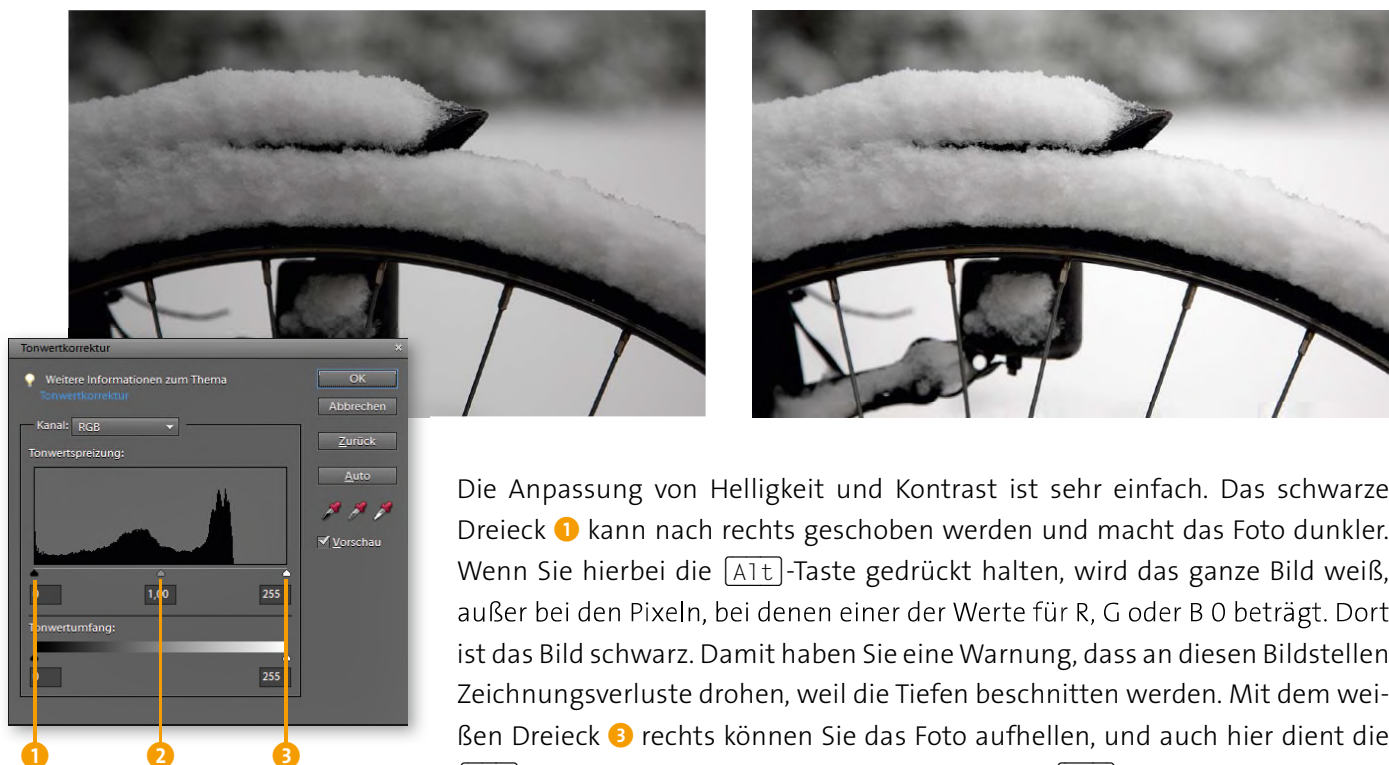 Tonwertkorrektur
Weitere Informationen zum Thema
Tonwertkorrektur
OK
Abbrechen
Zurück
Auto
Vorschau
Kanal: RGB
Tonwertspreizung:
1,00 255
Tonwertumfang:
255
1 2 3
Die Anpassung von Helligkeit und Kontrast ist sehr einfach. Das schwarze
Dreieck 1 kann nach rechts geschoben werden und macht das Foto dunkler.
Wenn Sie hierbei die Alt-Taste gedrückt halten, wird das ganze Bild weiß,
außer bei den Pixeln, bei denen einer der Werte für R, G oder B 0 beträgt. Dort
ist das Bild schwarz. Damit haben Sie eine Warnung, dass an diesen Bildstellen
Zeichnungsverluste drohen, weil die Tiefen beschnitten werden. Mit dem wei-
ßen Dreieck 3 rechts können Sie das Foto aufhellen, und auch hier dient die